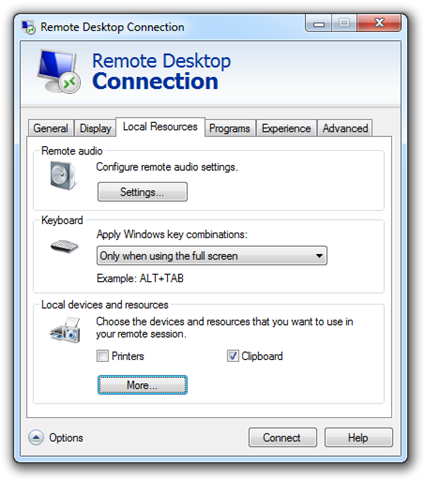 Remote Desktop Connection
Remote Desktop
Connection
General Display Local Resources Programs Experience Advanced
Remote audio
Configure remote audio settings.
Settings...
Keyboard
Apply Windows key combinations:
Only when using the full screen
Example: ALT+TAB
Local devices and resources
Choose the devices and resources that you want to use in
your remote session.
Printers Clipboard
More...
Options Connect Help